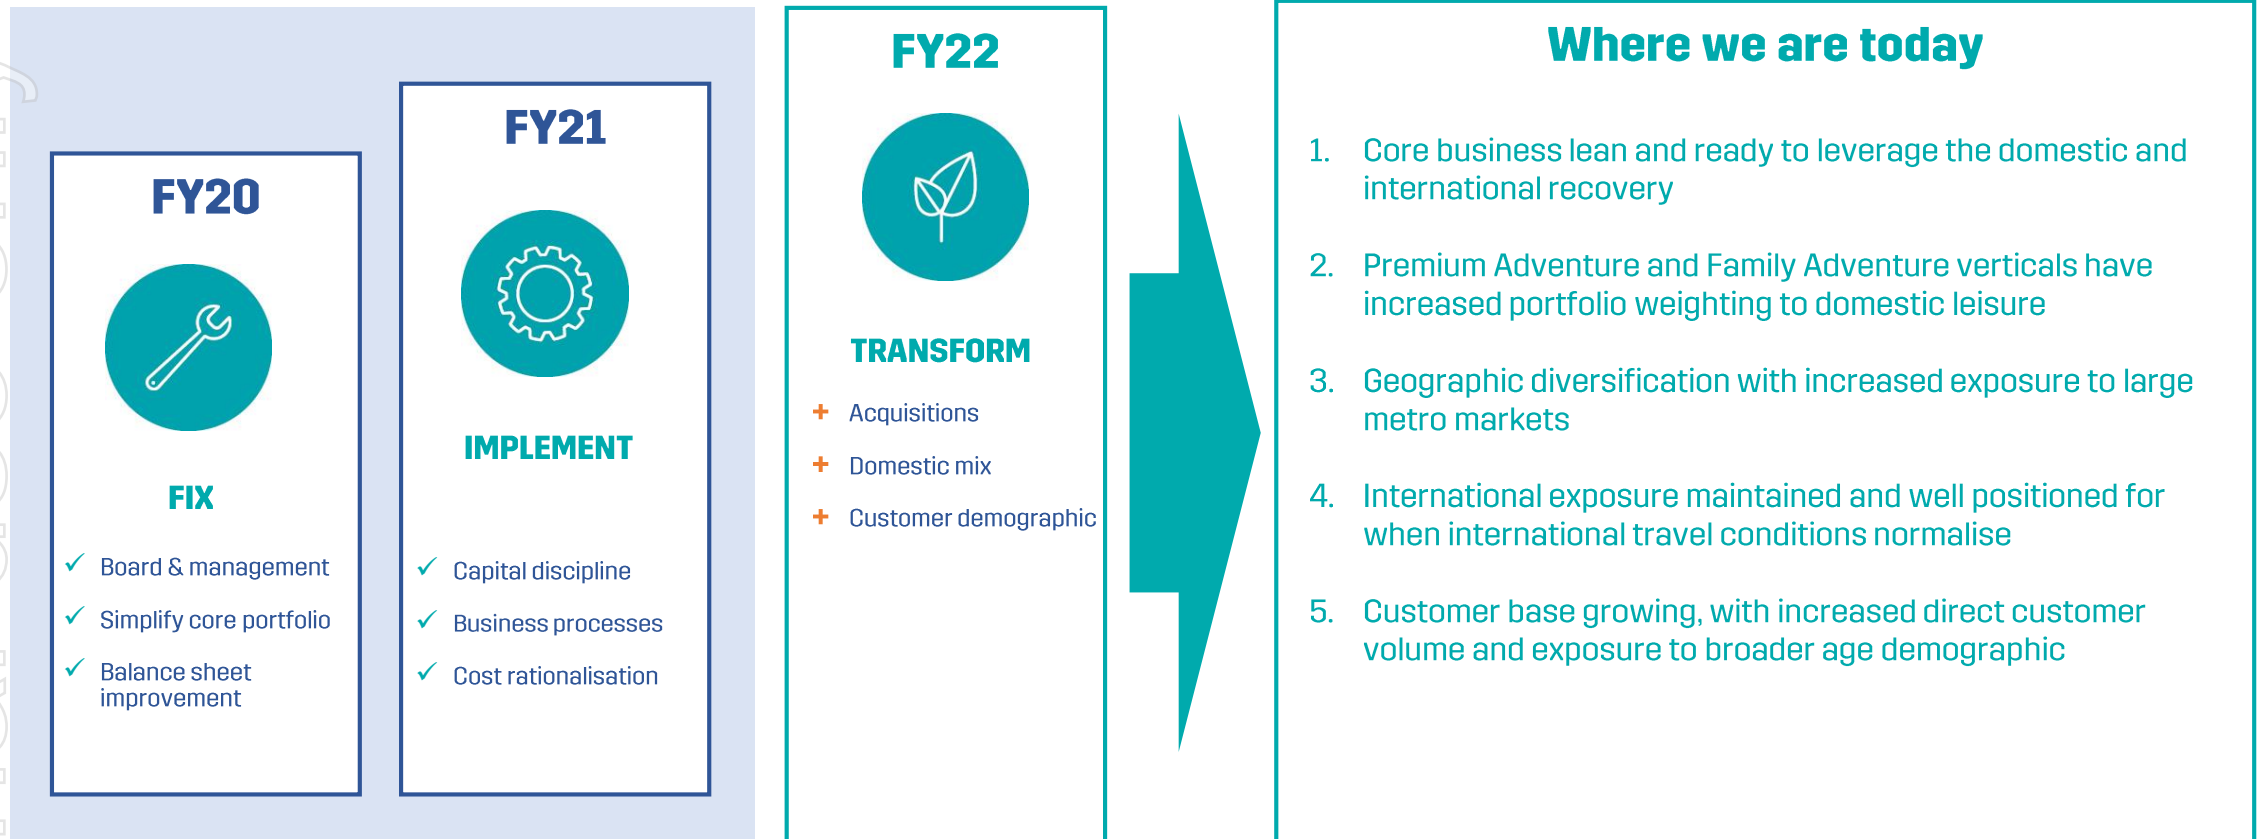 FY20
FIX
✓ Board & management
✓ Simplify core portfolio
✓ Balance sheet
improvement
FY21
IMPLEMENT
✓ Capital discipline
✓ Business processes
✓ Cost rationalisation
FY22
TRANSFORM
+ Acquisitions
+ Domestic mix
+ Customer demographic
Where we are today
1. Core business lean and ready to leverage the domestic and
international recovery
2. Premium Adventure and Family Adventure verticals have
increased portfolio weighting to domestic leisure
3. Geographic diversification with increased exposure to large
metro markets
4. International exposure maintained and well positioned for
when international travel conditions normalise
5. Customer base growing, with increased direct customer
volume and exposure to broader age demographic